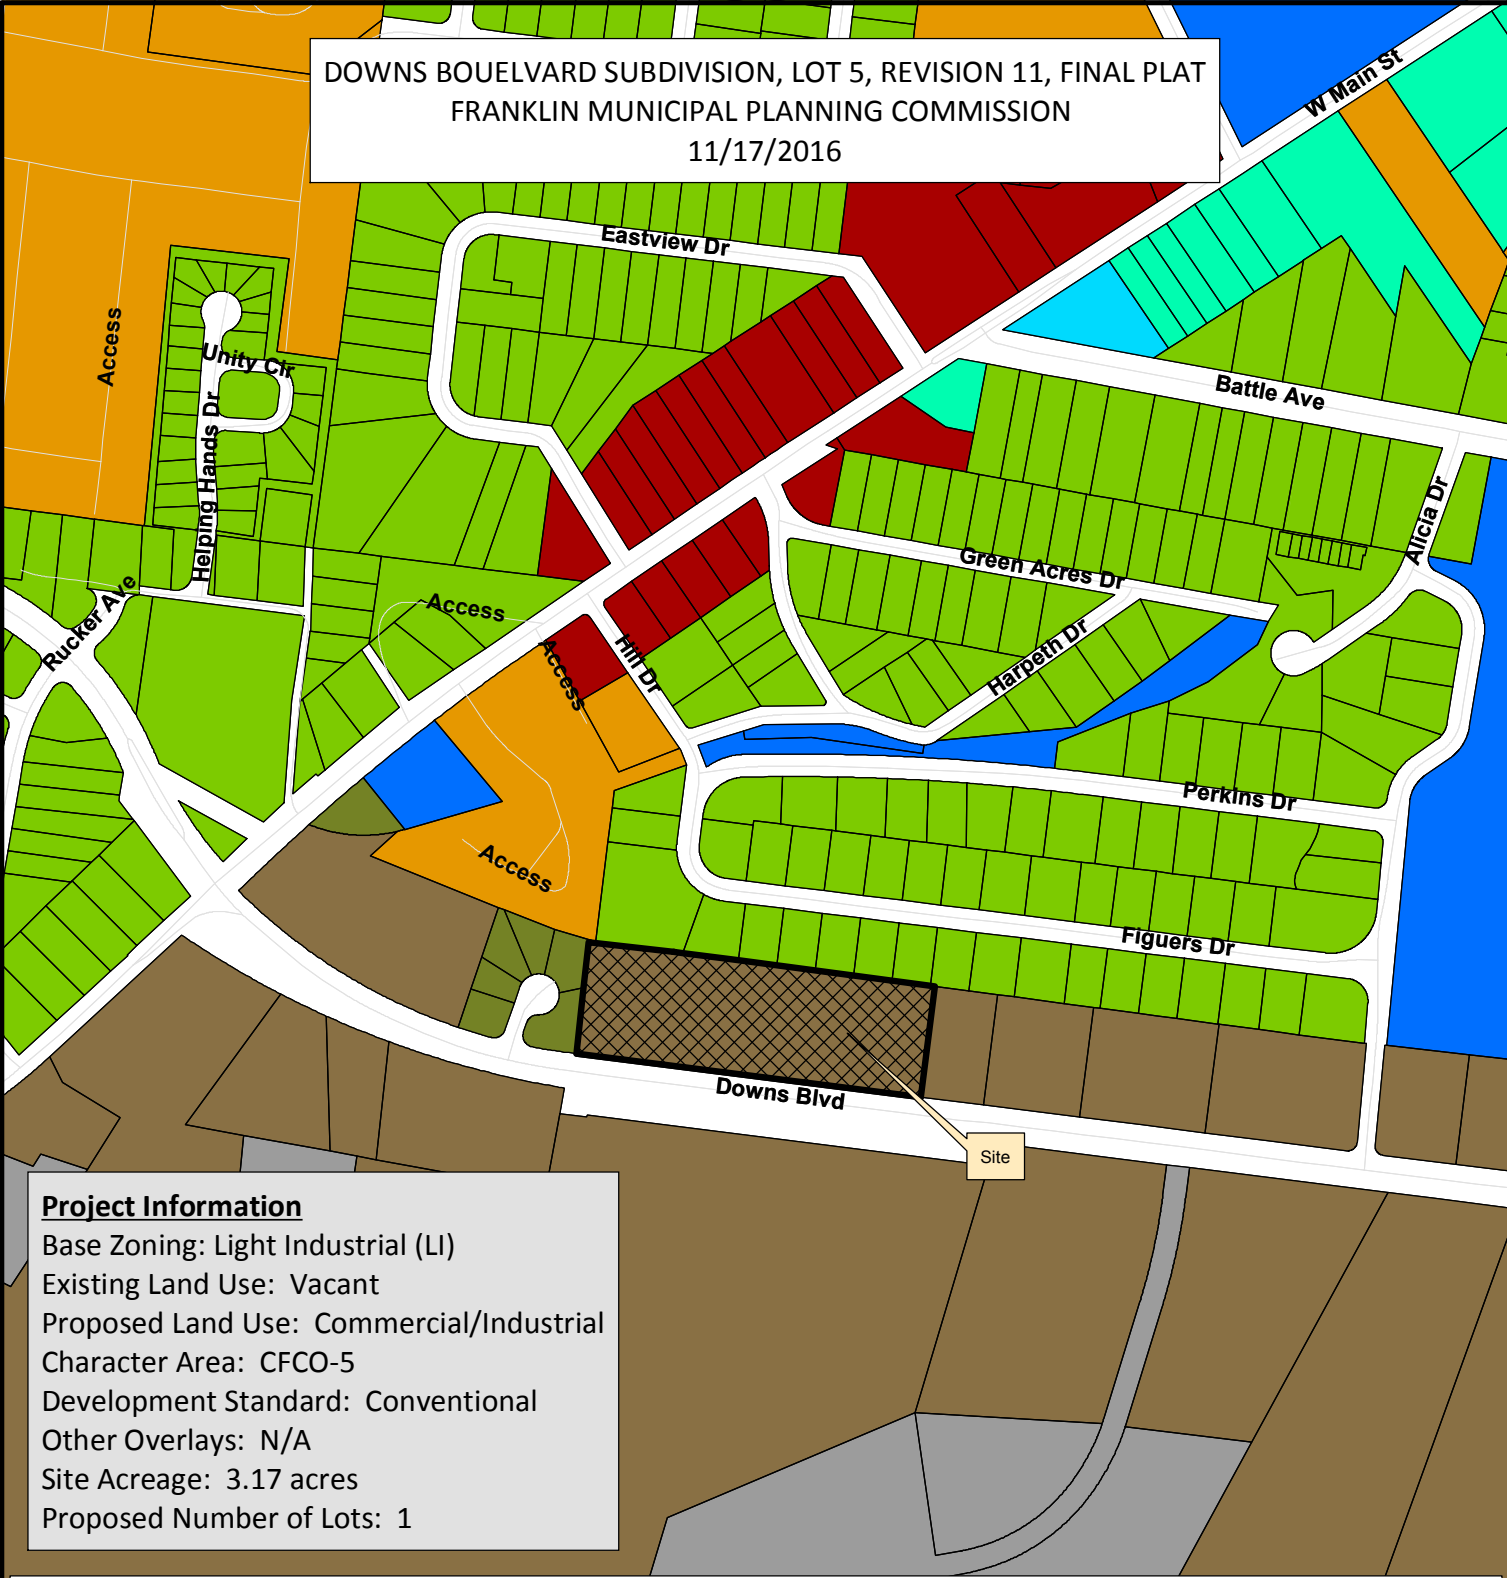 DOWNS BOUELVARD SUBDIVISION, LOT 5, REVISION 11, FINAL PLAT
FRANKLIN MUNICIPAL PLANNING COMMISSION
11/17/2016
W Main St
Eastview Dr
Access
Unity Cir
Helping Hands Dr
Battle Ave
Alicia Dr
Green Acres Dr
Rucker Ave
Access
Access
Hill Dr
Harpeth Dr
Perkins Dr
Access
Figuers Dr
Downs Blvd
Site
Project Information
Base Zoning: Light Industrial (LI)
Existing Land Use: Vacant
Proposed Land Use: Commercial/Industrial
Character Area: CFCO-5
Development Standard: Conventional
Other Overlays: N/A
Site Acreage: 3.17 acres
Proposed Number of Lots: 1